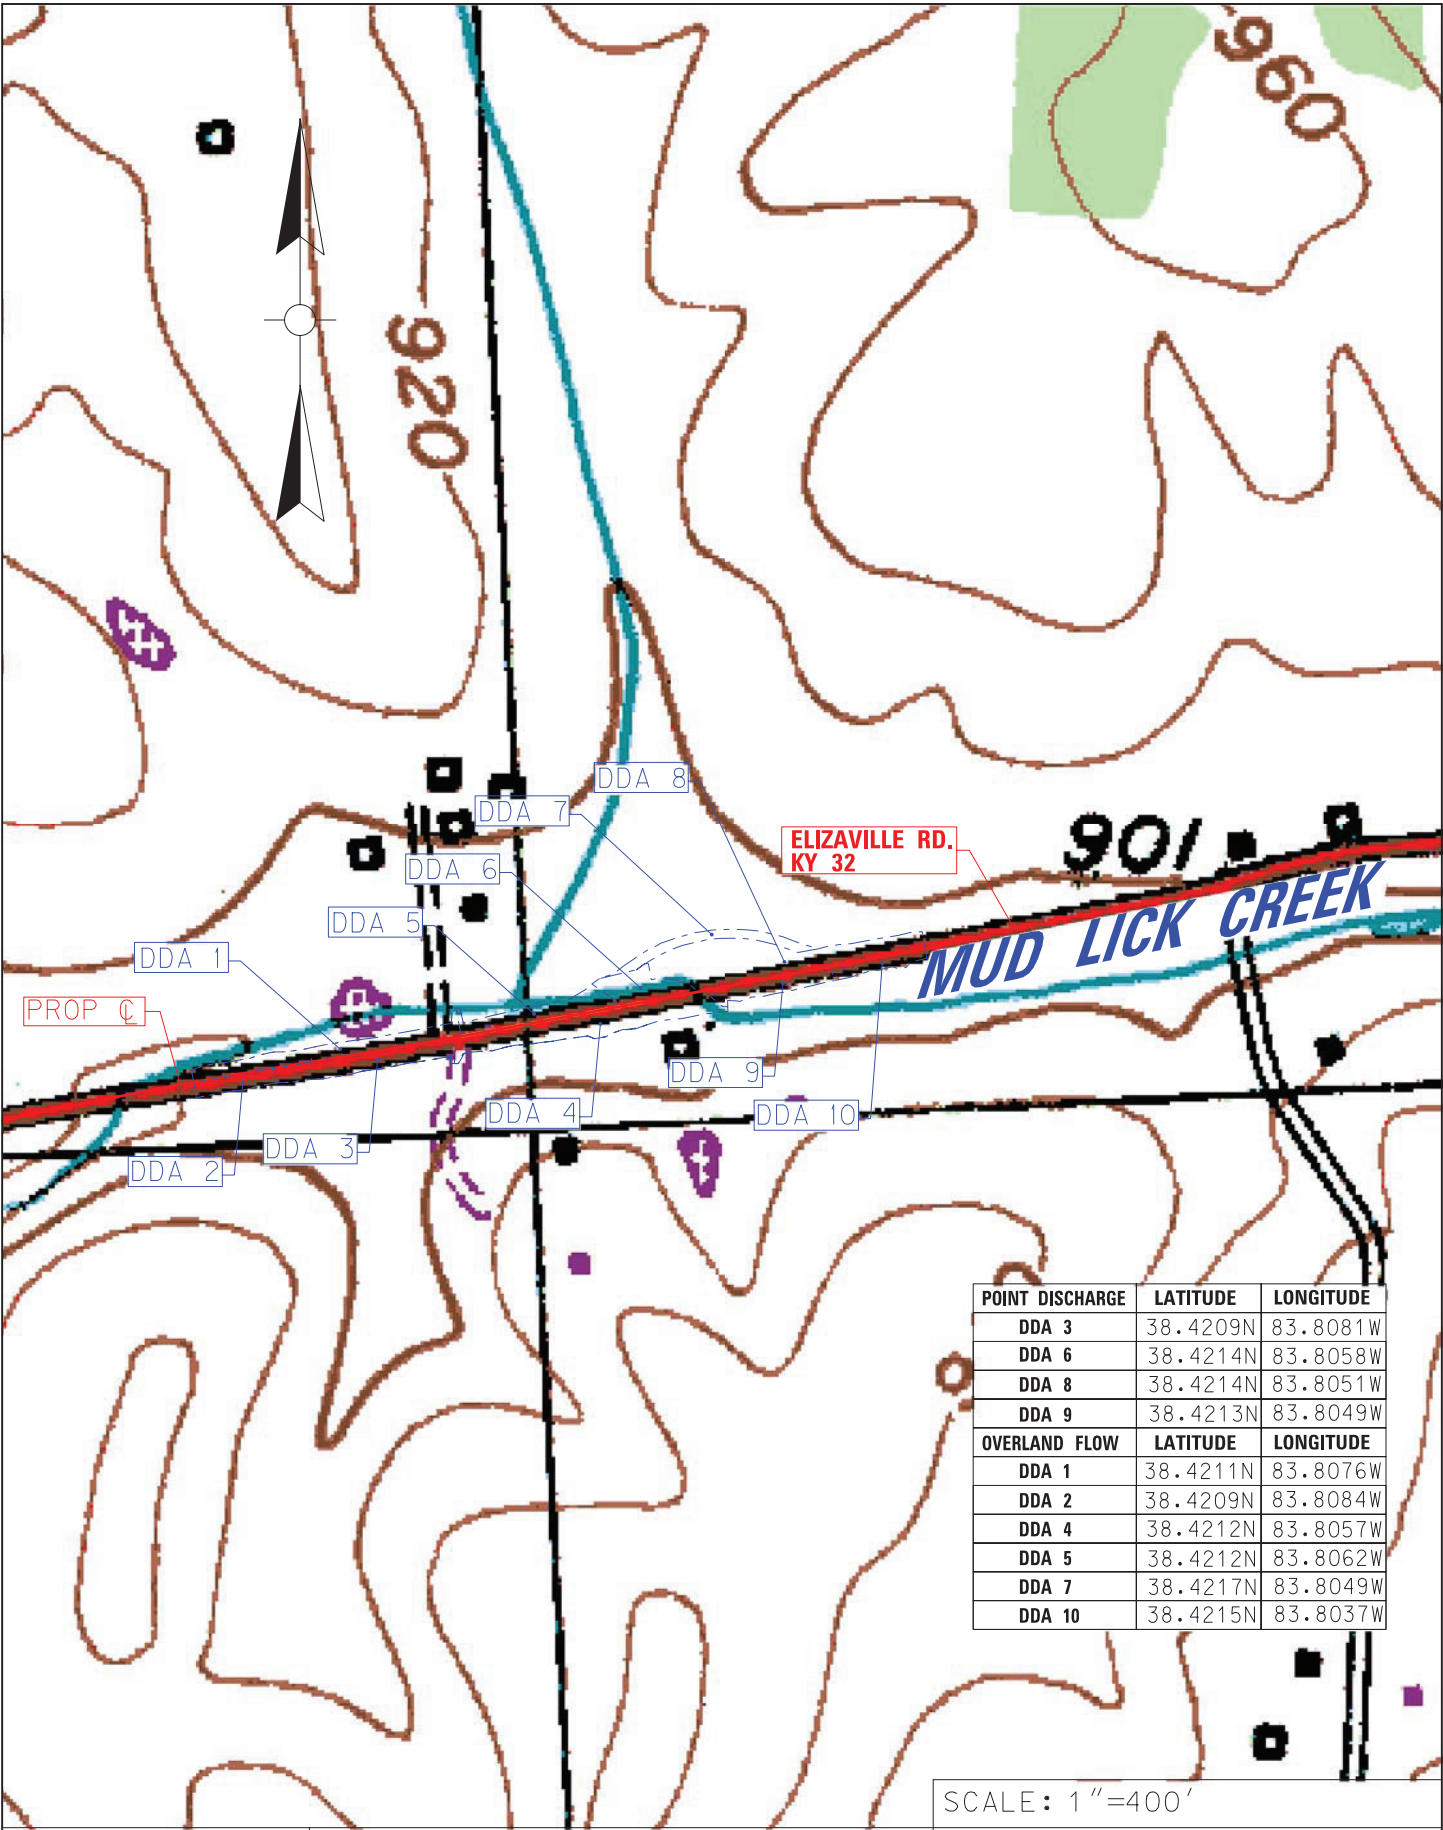 960
920
DDA 8
DDA 7
ELIZAVILLE RD.
KY 32
901
DDA 6
MUD LICK CREEK
DDA 5
DDA 1
PROP ℄
DDA 9
DDA 4
DDA 10
DDA 3
DDA 2
POINT DISCHARGE LATITUDE LONGITUDE
DDA 3 38.4209N 83.8081W
DDA 6 38.4214N 83.8058W
DDA 8 38.4214N 83.8051W
DDA 9 38.4213N 83.8049W
OVERLAND FLOW LATITUDE LONGITUDE
DDA 1 38.4211N 83.8076W
DDA 2 38.4209N 83.8084W
DDA 4 38.4212N 83.8057W
DDA 5 38.4212N 83.8062W
DDA 7 38.4217N 83.8049W
DDA 10 38.4215N 83.8037W
SCALE: 1"=400'